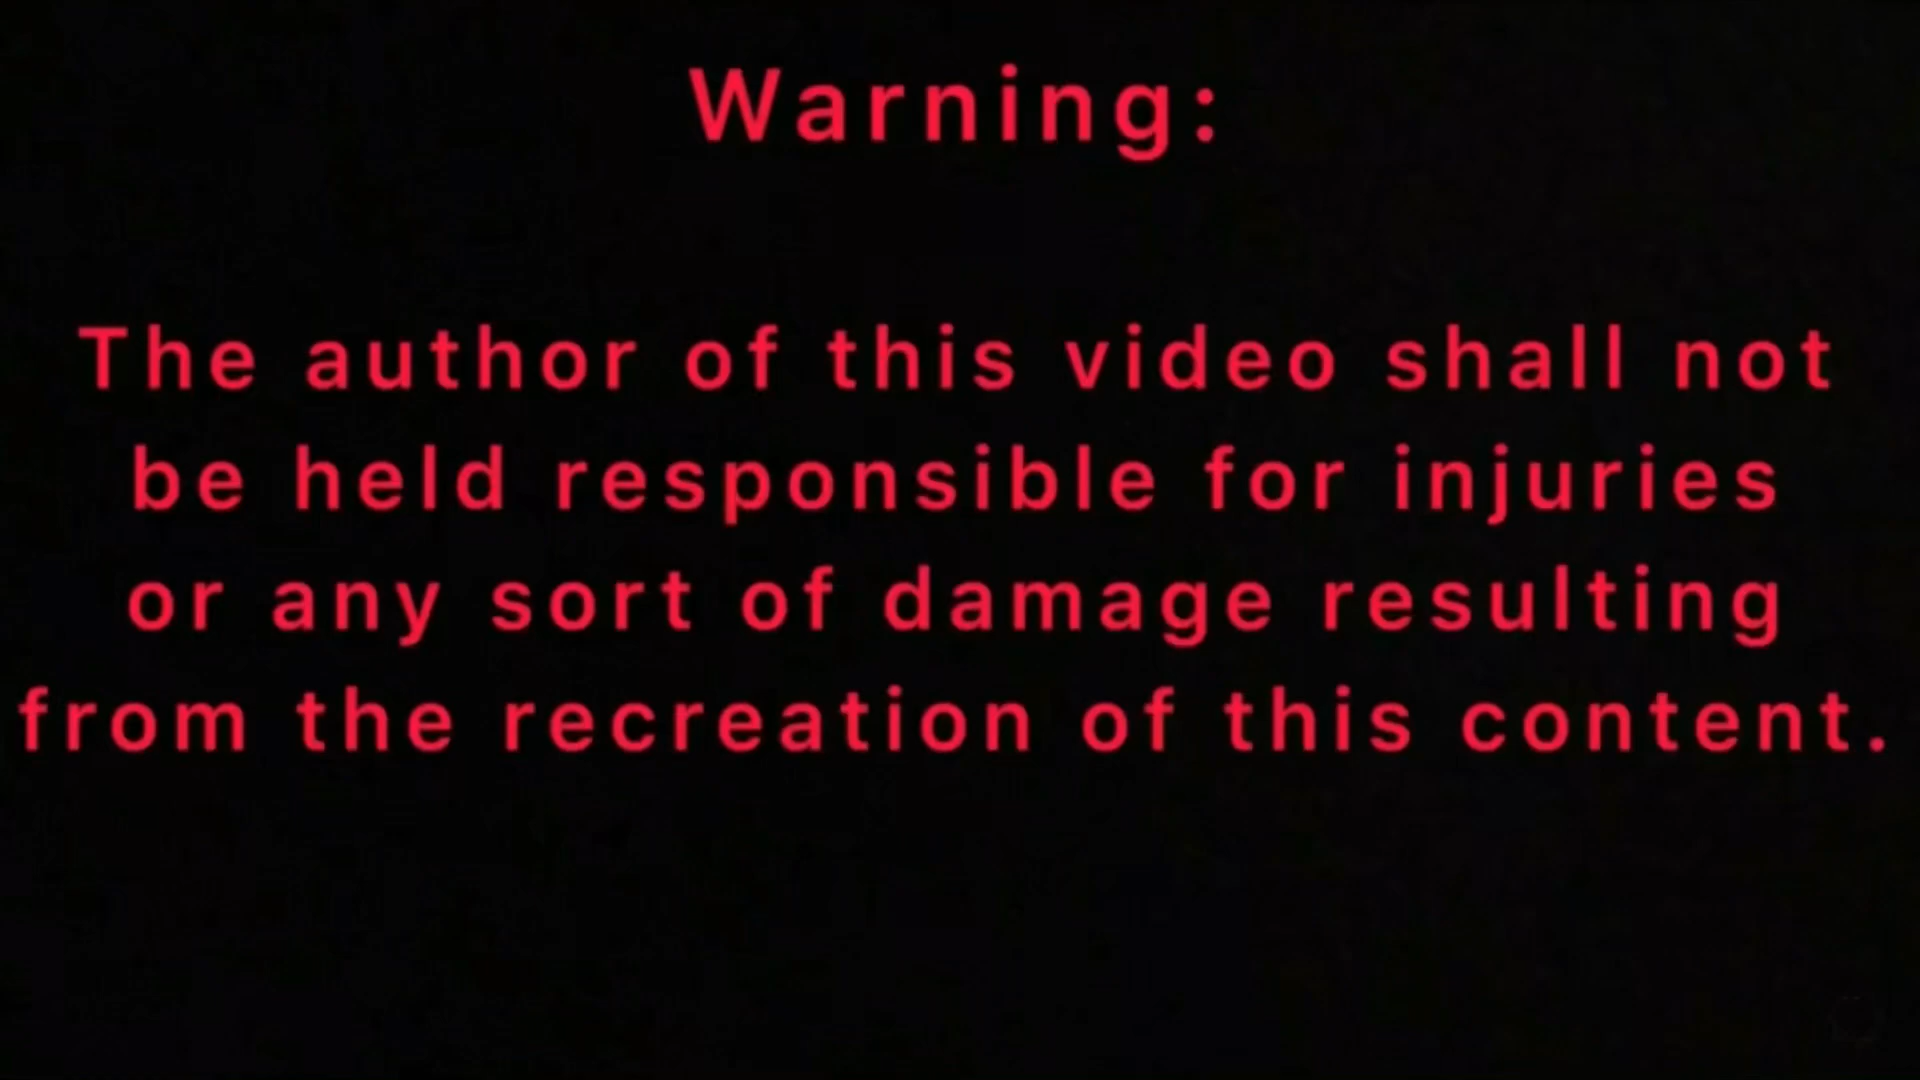 Warning:
The author of this video shall not
be held responsible for injuries
or any sort of damage resulting
from the recreation of this content.